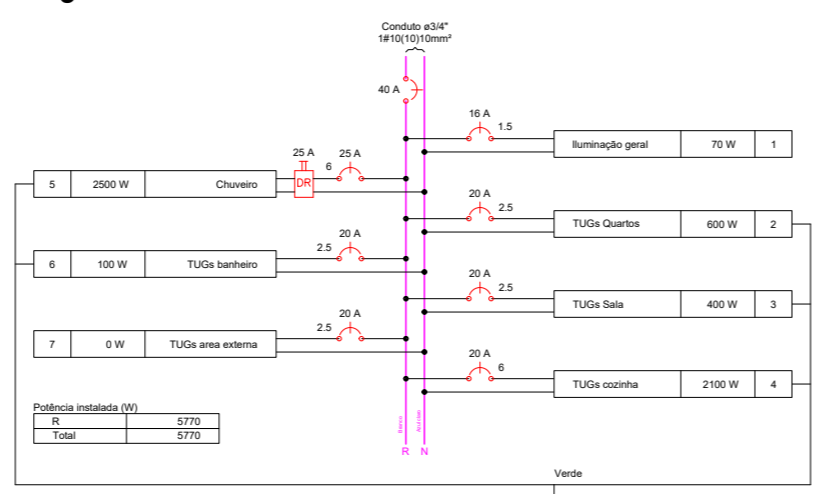 Conduto ø3/4"
1#10(10)10mm²
40 A
16 A
1.5
Iluminação geral 70 W 1
25 A 25 A
6
DR
5 2500 W Chuveiro
20 A
2.5
TUGs Quartos 600 W 2
20 A
2.5
6 100 W TUGs banheiro
20 A
2.5
TUGs Sala 400 W 3
20 A
2.5
7 0 W TUGs area externa
20 A
6
TUGs cozinha 2100 W 4
Potência instalada (W)
R 5770
Total 5770
R N
Verde